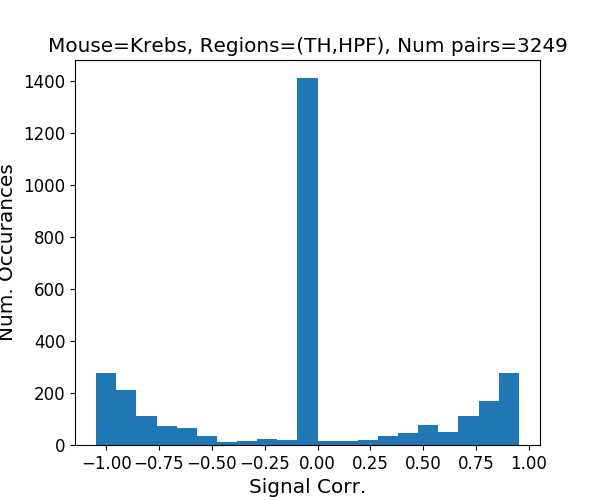 Mouse=Krebs, Regions=(TH,HPF), Num pairs=3249
1400
1200
1000
800
600
400
200
0
Num. Occurances
−1.00 −0.75 −0.50 −0.25 0.00 0.25 0.50 0.75 1.00
Signal Corr.